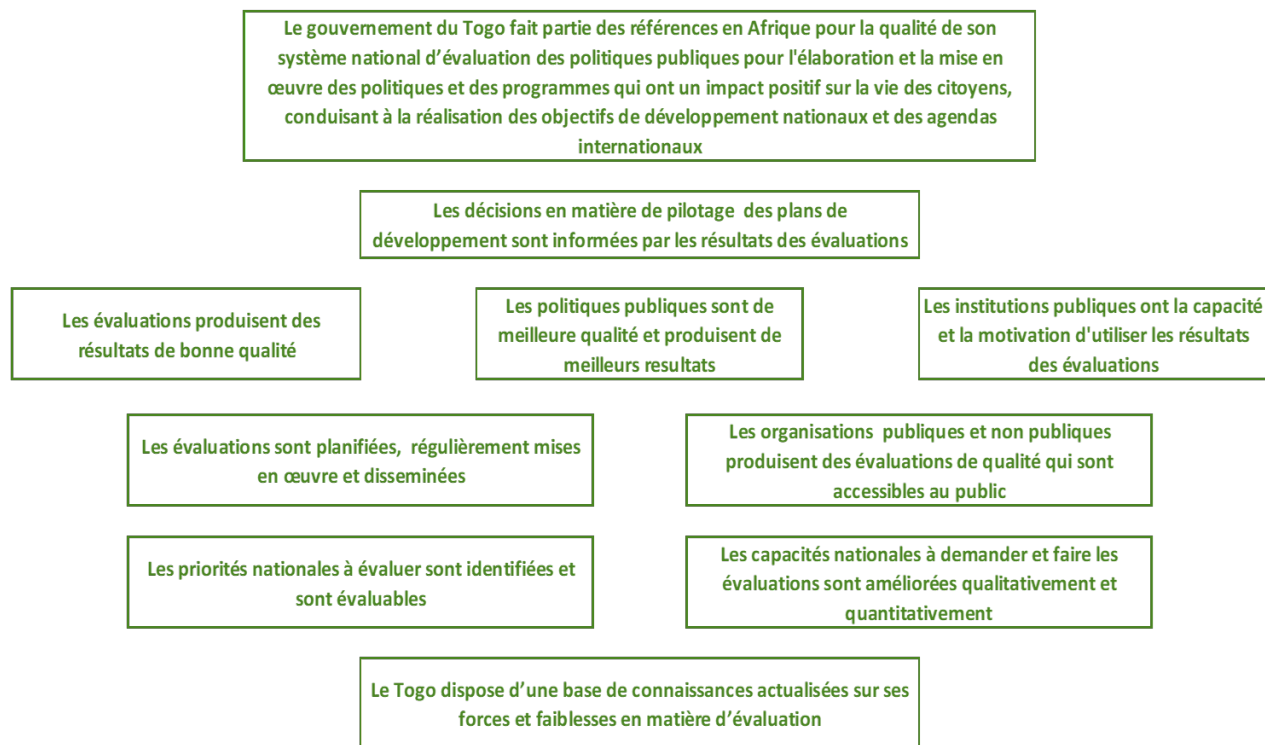 Le gouvernement du Togo fait partie des références en Afrique pour la qualité de son
système national d’évaluation des politiques publiques pour l'élaboration et la mise en
œuvre des politiques et des programmes qui ont un impact positif sur la vie des citoyens,
conduisant à la réalisation des objectifs de développement nationaux et des agendas
internationaux
Les décisions en matière de pilotage des plans de
développement sont informées par les résultats des évaluations
Les évaluations produisent des
résultats de bonne qualité
Les politiques publiques sont de
meilleure qualité et produisent de
meilleurs resultats
Les institutions publiques ont la capacité
et la motivation d'utiliser les résultats
des évaluations
Les évaluations sont planifiées, régulièrement mises
en œuvre et disseminées
Les organisations publiques et non publiques
produisent des évaluations de qualité qui sont
accessibles au public
Les priorités nationales à évaluer sont identifiées et
sont évaluables
Les capacités nationales à demander et faire les
évaluations sont améliorées qualitativement et
quantitativement
Le Togo dispose d’une base de connaissances actualisées sur ses
forces et faiblesses en matière d’évaluation